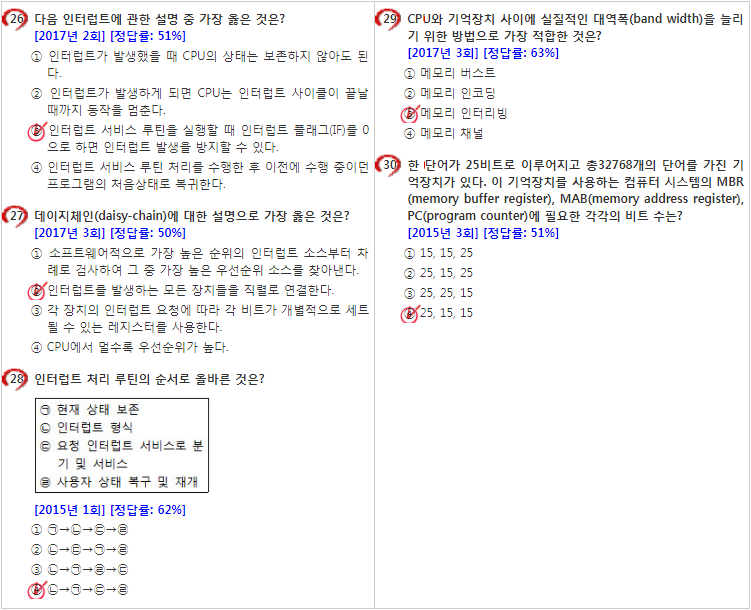 26 다음 인터럽트에 관한 설명 중 가장 옳은 것은?
[2017년 2회] [정답률: 51%]
① 인터럽트가 발생했을 때 CPU의 상태는 보존하지 않아도 된
다.
② 인터럽트가 발생하게 되면 CPU는 인터럽트 사이클이 끝날
때까지 동작을 멈춘다.
③ 인터럽트 서비스 루틴을 실행할 때 인터럽트 플래그(IF)를 0
으로 하면 인터럽트 발생을 방지할 수 있다.
④ 인터럽트 서비스 루틴 처리를 수행한 후 이전에 수행 중이던
프로그램의 처음상태로 복귀한다.
27 데이지체인(daisy-chain)에 대한 설명으로 가장 옳은 것은?
[2017년 3회] [정답률: 50%]
① 소프트웨어적으로 가장 높은 순위의 인터럽트 소스부터 차
례로 검사하여 그 중 가장 높은 우선순위 소스를 찾아낸다.
② 인터럽트를 발생하는 모든 장치들을 직렬로 연결한다.
③ 각 장치의 인터럽트 요청에 따라 각 비트가 개별적으로 세트
될 수 있는 레지스터를 사용한다.
④ CPU에서 멀수록 우선순위가 높다.
28 인터럽트 처리 루틴의 순서로 올바른 것은?
㉠ 현재 상태 보존
㉡ 인터럽트 형식
㉢ 요청 인터럽트 서비스로 분
기 및 서비스
㉣ 사용자 상태 복구 및 재개
[2015년 1회] [정답률: 62%]
① ㉠→㉡→㉢→㉣
② ㉡→㉢→㉠→㉣
③ ㉢→㉡→㉠→㉣
④ ㉡→㉠→㉢→㉣
29 CPU와 기억장치 사이에 실질적인 대역폭(band width)을 늘리
기 위한 방법으로 가장 적합한 것은?
[2017년 3회] [정답률: 63%]
① 메모리 버스트
② 메모리 인코딩
③ 메모리 인터리빙
④ 메모리 채널
30 한 단어가 25비트로 이루어지고 총32768개의 단어를 가진 기
억장치가 있다. 이 기억장치를 사용하는 컴퓨터 시스템의 MBR
(memory buffer register), MAB(memory address register),
PC(program counter)에 필요한 각각의 비트 수는?
[2015년 3회] [정답률: 51%]
① 15, 15, 25
② 25, 15, 25
③ 25, 25, 15
④ 25, 15, 15